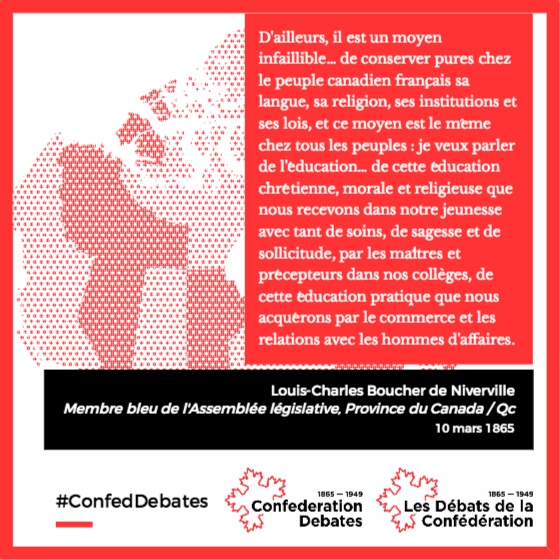 D'ailleurs, il est un moyen
infaillible... de conserver pures chez
le peuple canadien français sa
langue, sa religion, ses institutions et
ses lois, et ce moyen est le même
chez tous les peuples : je veux parler
de l'éducation... de cette éducation
chrétienne, morale et religieuse que
nous recevons dans notre jeunesse
avec tant de soins, de sagesse et de
sollicitude, par les maîtres et
précepteurs dans nos collèges, de
cette éducation pratique que nous
acquérons par le commerce et les
relations avec les hommes d'affaires.
Louis-Charles Boucher de Niverville
Membre bleu de l'Assemblée législative, Province du Canada / Qc
10 mars 1865
#ConfedDebates
1865 — 1949
Confederation
Debates
1865 — 1949
Les Débats de la
Confédération